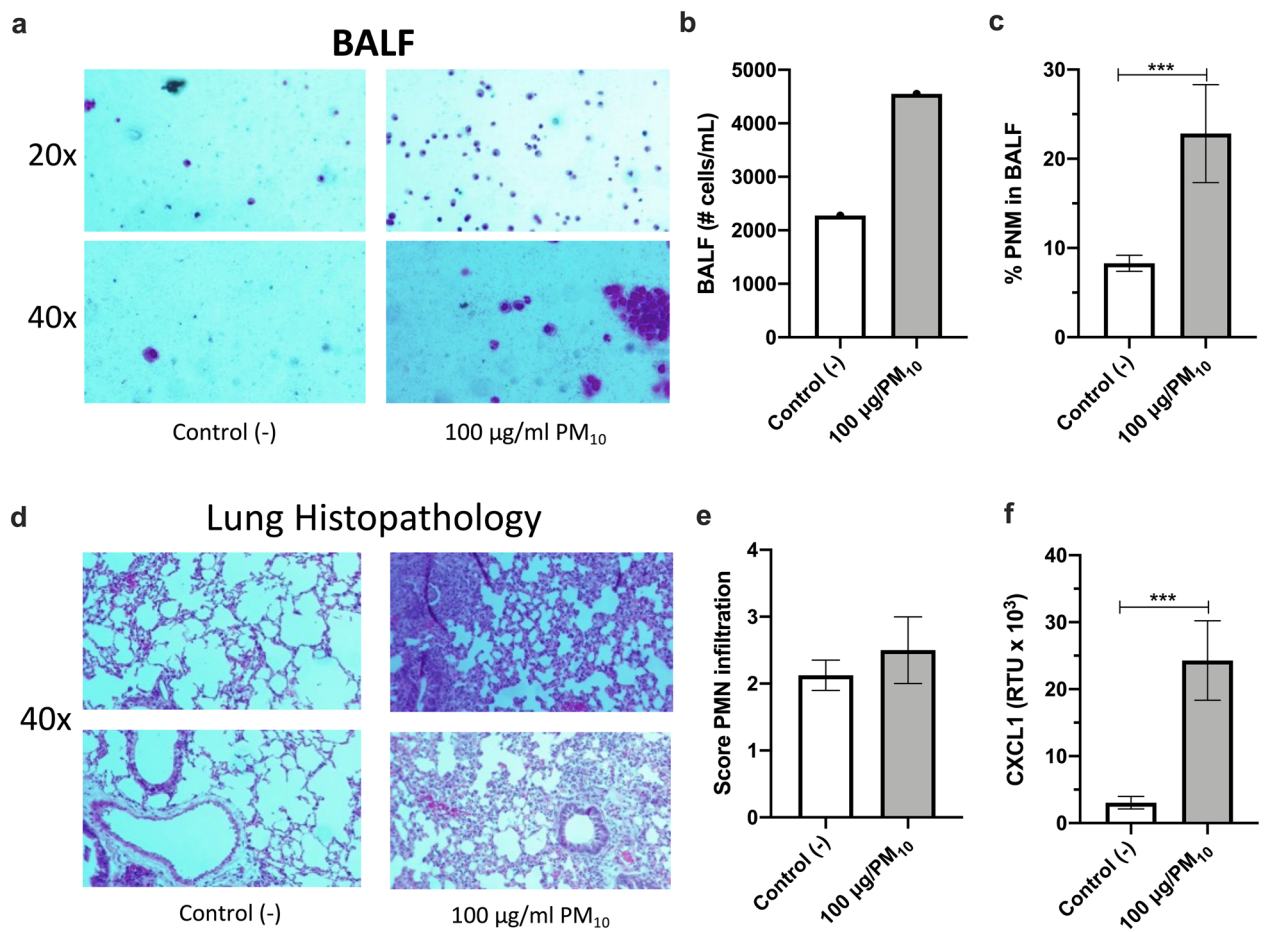 a
BALF
20x
40x
Control (-)
100 µg/ml PM₁₀
b
BALF (# cells/mL)
5000
4000
3000
2000
1000
0
Control (-)
100 µg/PM₁₀
c
% PNM in BALF
30
20
10
0
***
Control (-)
100 µg/PM₁₀
d
Lung Histopathology
40x
Control (-)
100 µg/ml PM₁₀
e
Score PMN infiltration
4
3
2
1
0
Control (-)
100 µg/PM₁₀
f
CXCL1 (RTU x 10³)
40
30
20
10
0
***
Control (-)
100 µg/PM₁₀